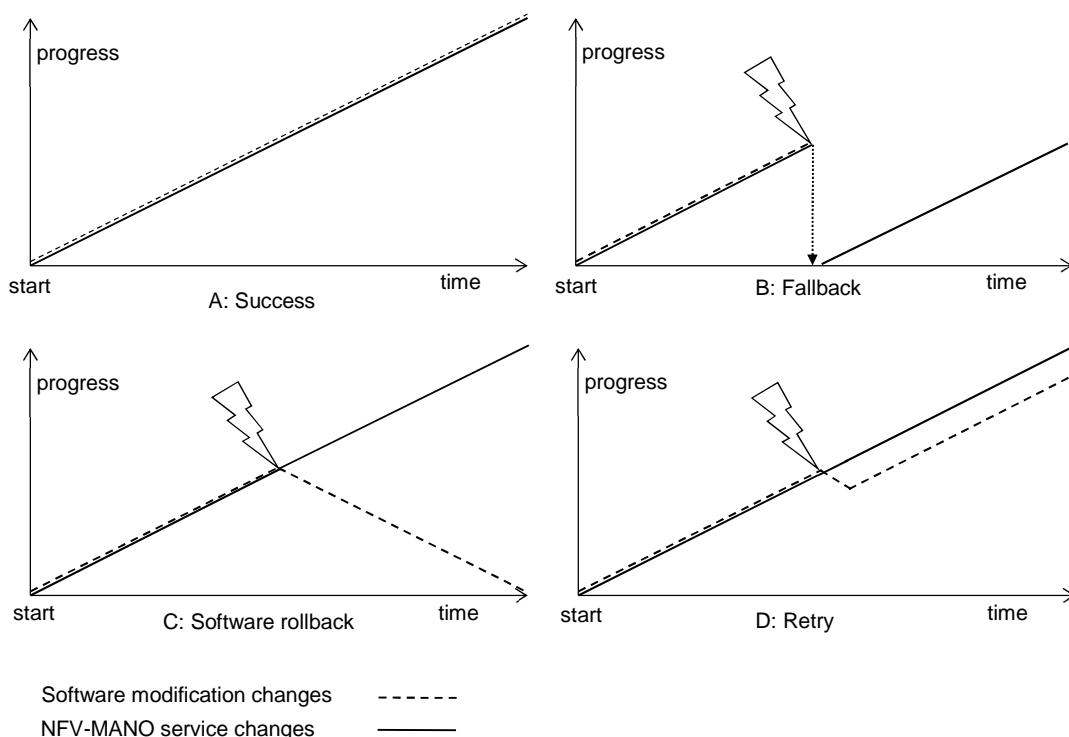 progress
start
time
A: Success
progress
start
time
B: Fallback
progress
start
time
C: Software rollback
progress
start
time
D: Retry
Software modification changes
NFV-MANO service changes